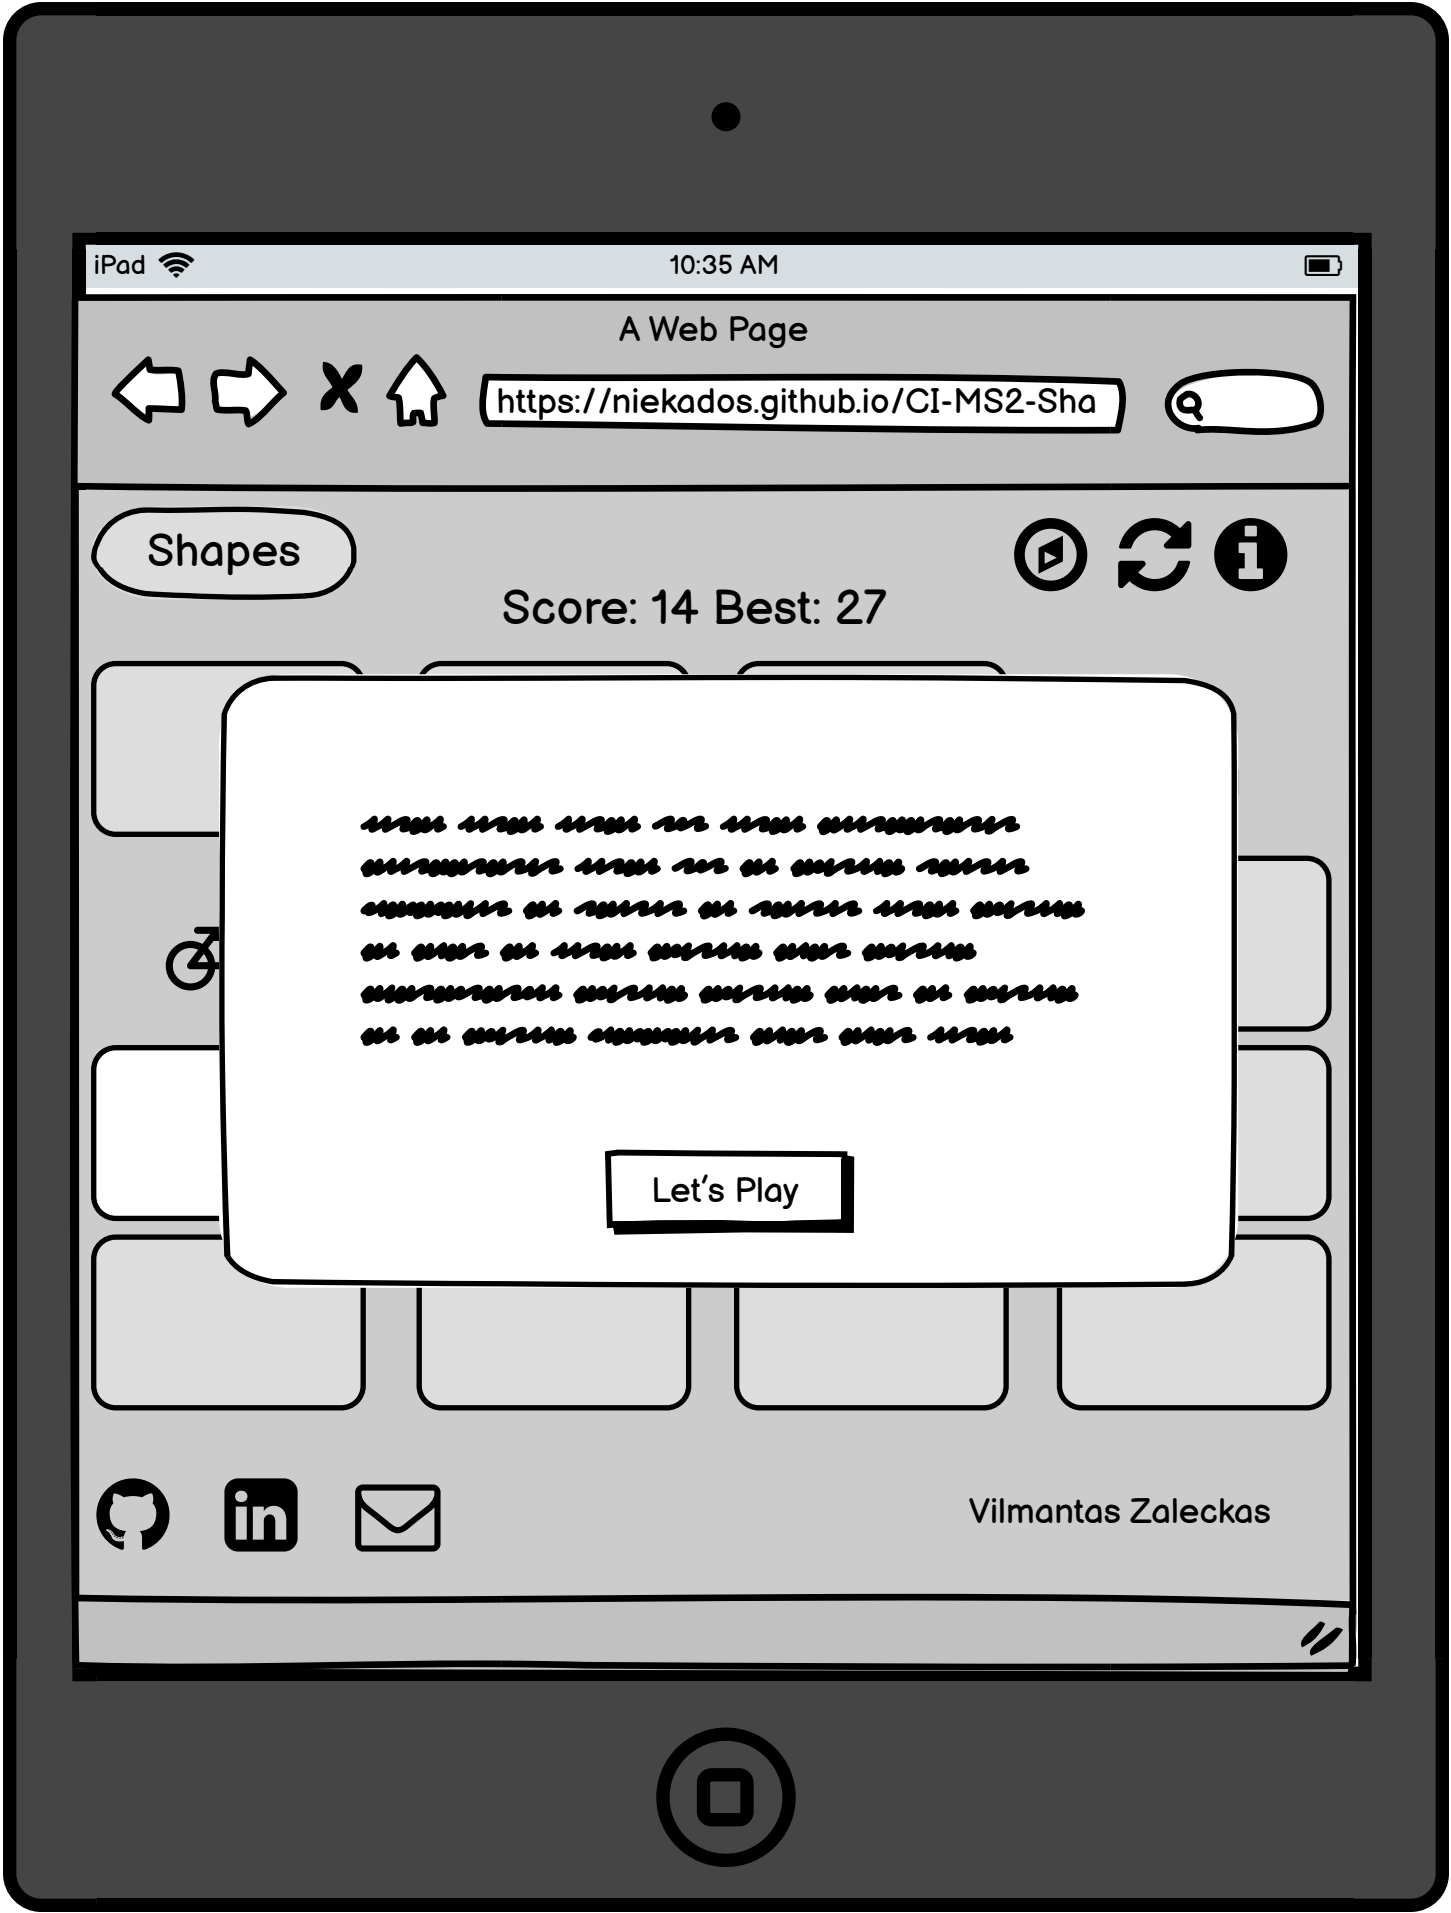 iPad 10:35 AM
A Web Page
https://niekados.github.io/CI-MS2-Sha
Shapes
Score: 14 Best: 27
Let's Play
in
Vilmantas Zaleckas